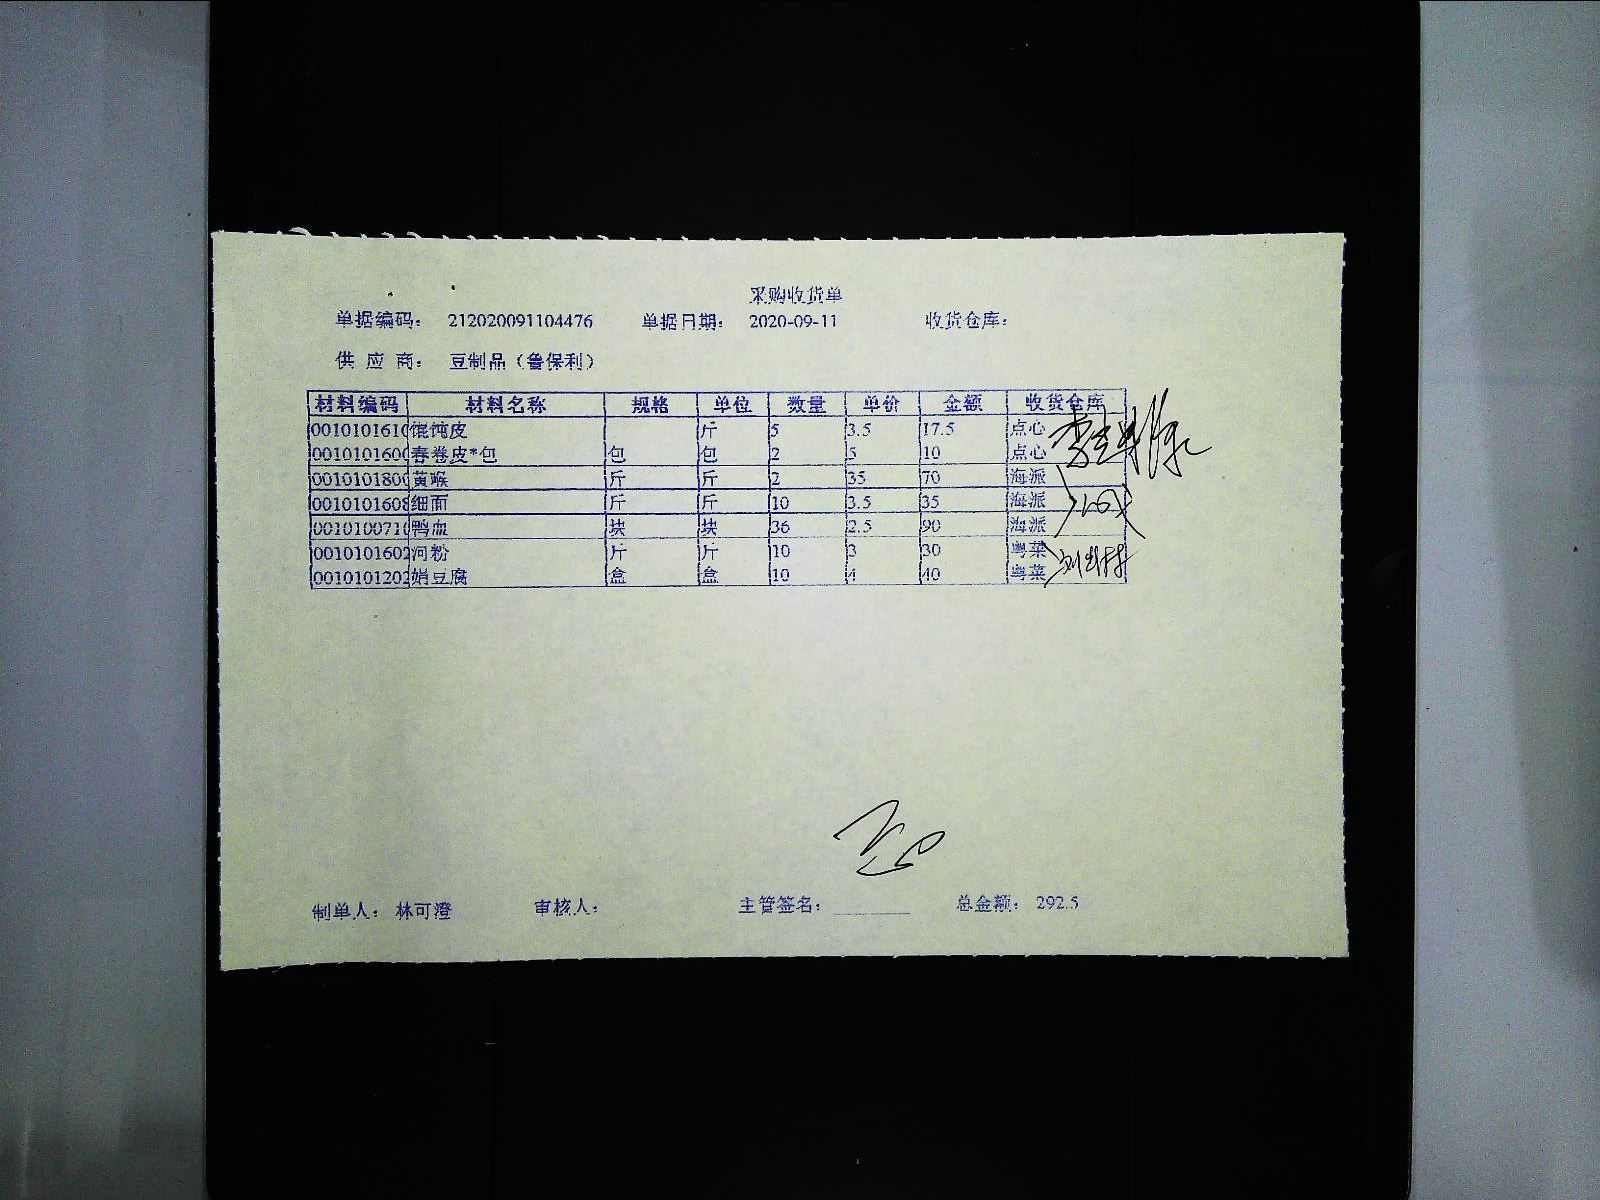 采购收货单
单据编码： 212020091104476 单据日期： 2020-09-11 收货仓库：
供 应 商： 豆制品（鲁保利）
材料编码 材料名称 规格 单位 数量 单价 金额 收货仓库
0010101610 馄饨皮 斤 5 3.5 17.5 点心
0010101600 春卷皮*包 包 包 2 5 10 点心
0010101800 黄喉 斤 斤 2 35 70 海派
0010101608 细面 斤 斤 10 3.5 35 海派
0010100710 鸭血 块 块 36 2.5 90 海派
0010101602 河粉 斤 斤 10 3 30 粤菜
0010101202 娟豆腐 盒 盒 10 4 40 粤菜
制单人： 林可澄 审核人： 主管签名： 总金额： 292.5